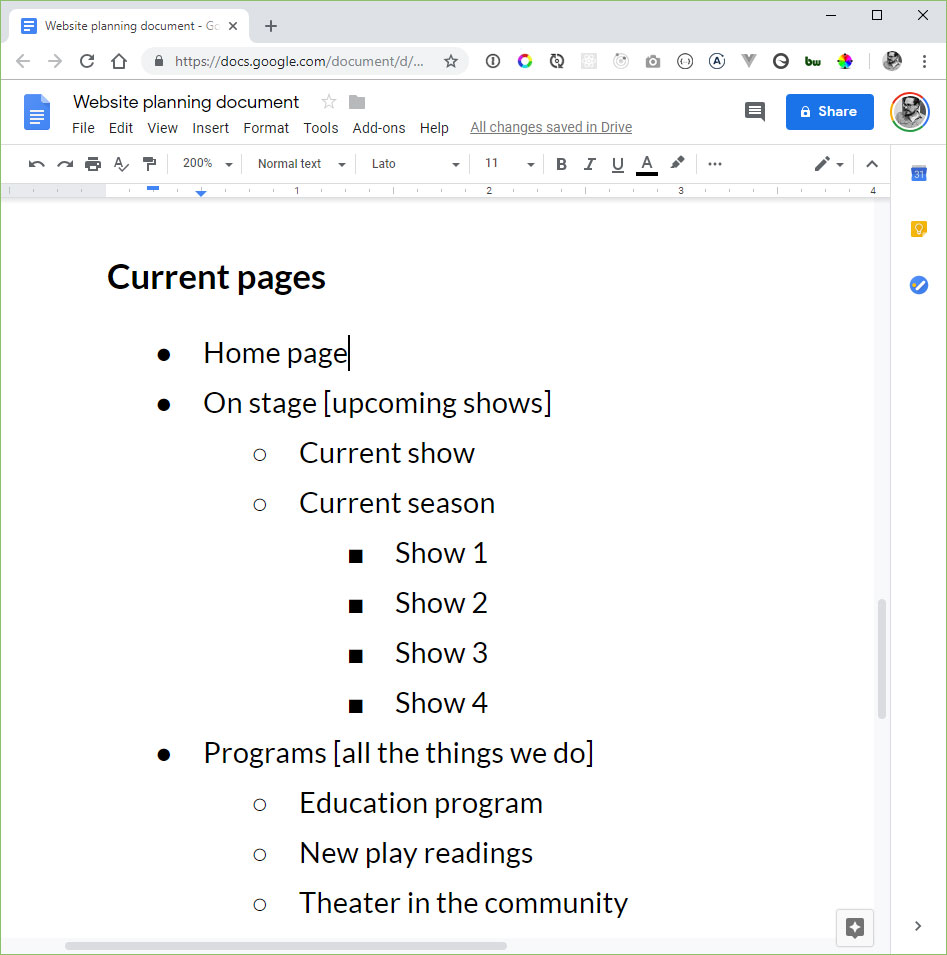 Website planning document - Go
https://docs.google.com/document/d/...
bw
Website planning document
File Edit View Insert Format Tools Add-ons Help All changes saved in Drive
Share
200% Normal text Lato 11 B I U A
1 2 3 4
31
Current pages
● Home page
● On stage [upcoming shows]
○ Current show
○ Current season
■ Show 1
■ Show 2
■ Show 3
■ Show 4
● Programs [all the things we do]
○ Education program
○ New play readings
○ Theater in the community